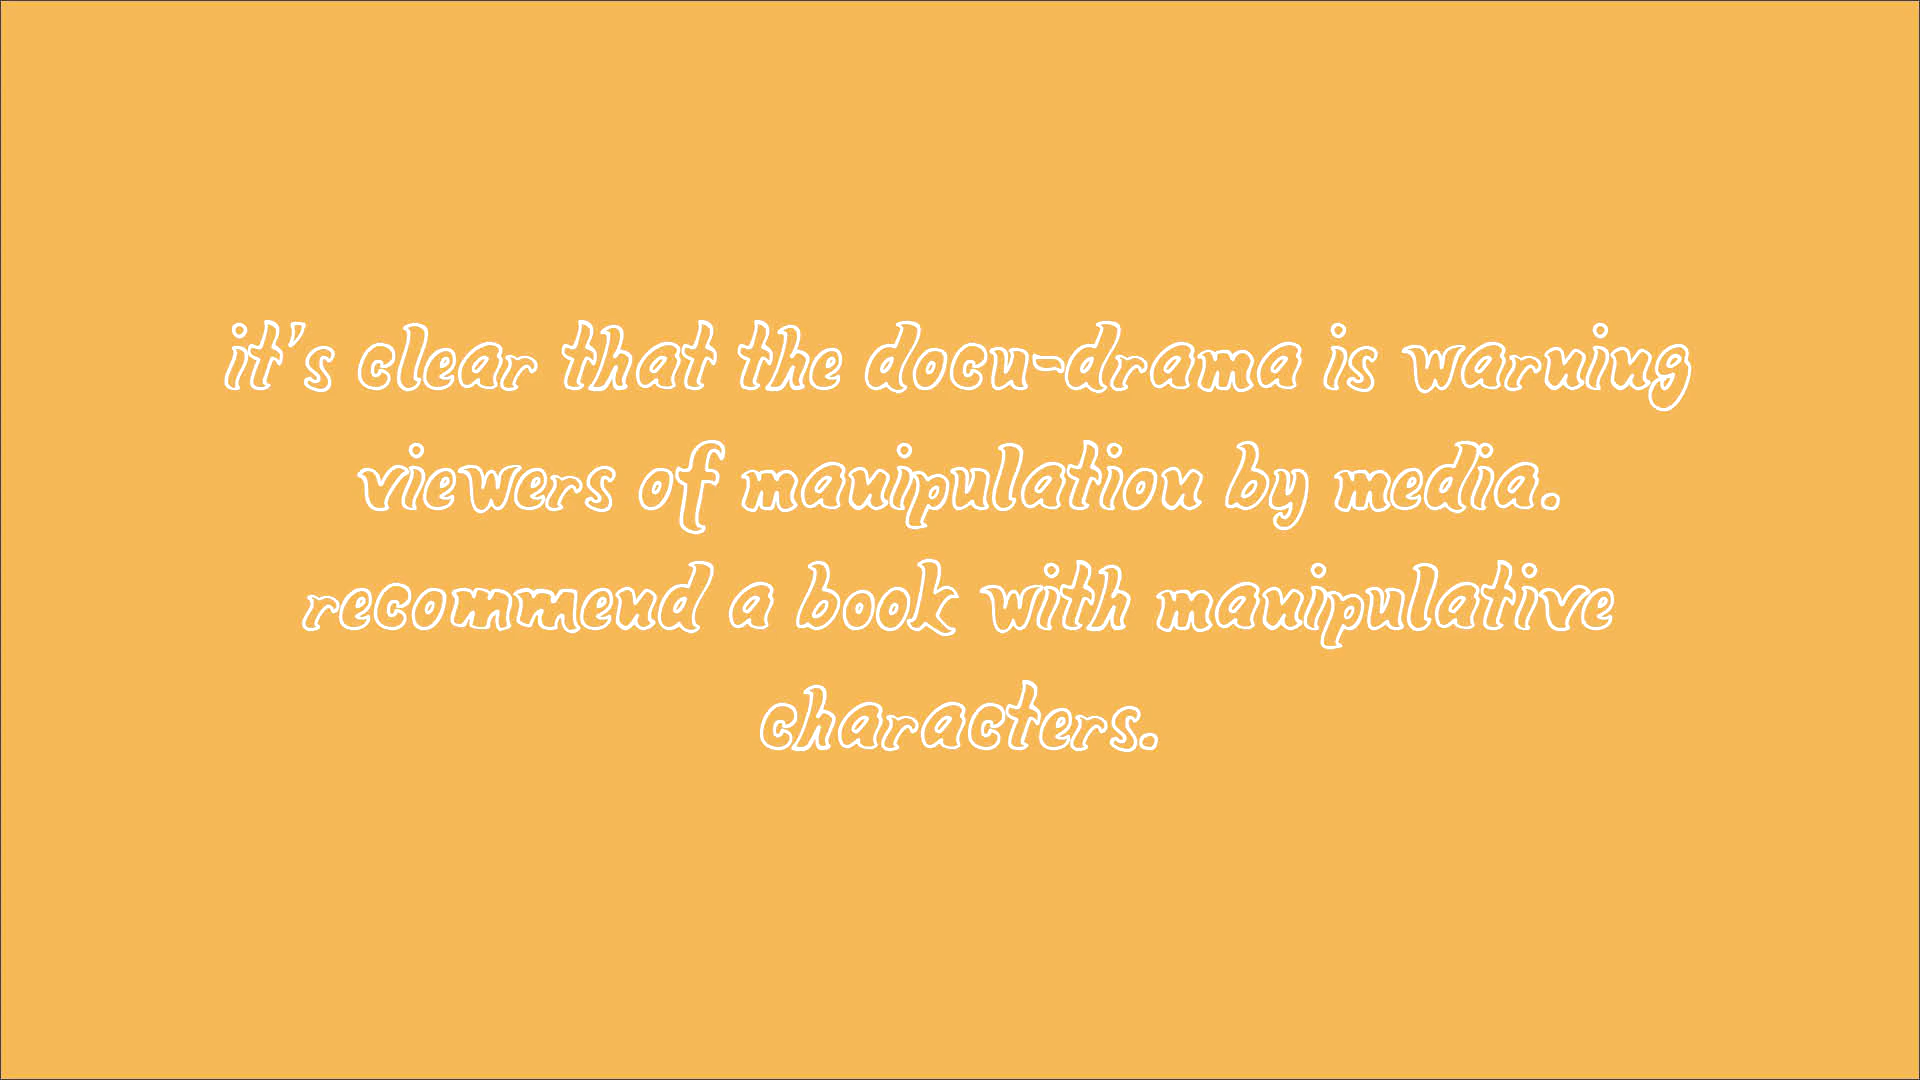 it's clear that the docu-drama is warning
viewers of manipulation by media.
recommend a book with manipulative
characters.